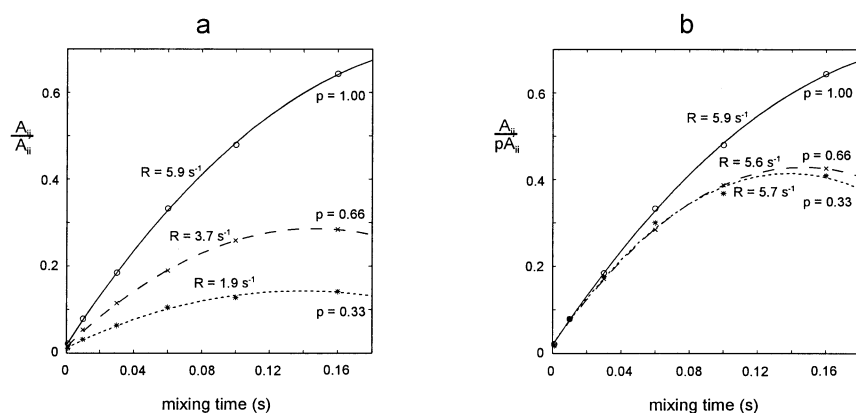 a
0.6
0.4
0.2
0
A_ij
A_ii
p = 1.00
R = 5.9 s⁻¹
p = 0.66
R = 3.7 s⁻¹
R = 1.9 s⁻¹
p = 0.33
0 0.04 0.08 0.12 0.16
mixing time (s)
b
0.6
0.4
0.2
0
A_ij
pA_ii
p = 1.00
R = 5.9 s⁻¹
R = 5.6 s⁻¹
p = 0.66
R = 5.7 s⁻¹
p = 0.33
0 0.04 0.08 0.12 0.16
mixing time (s)